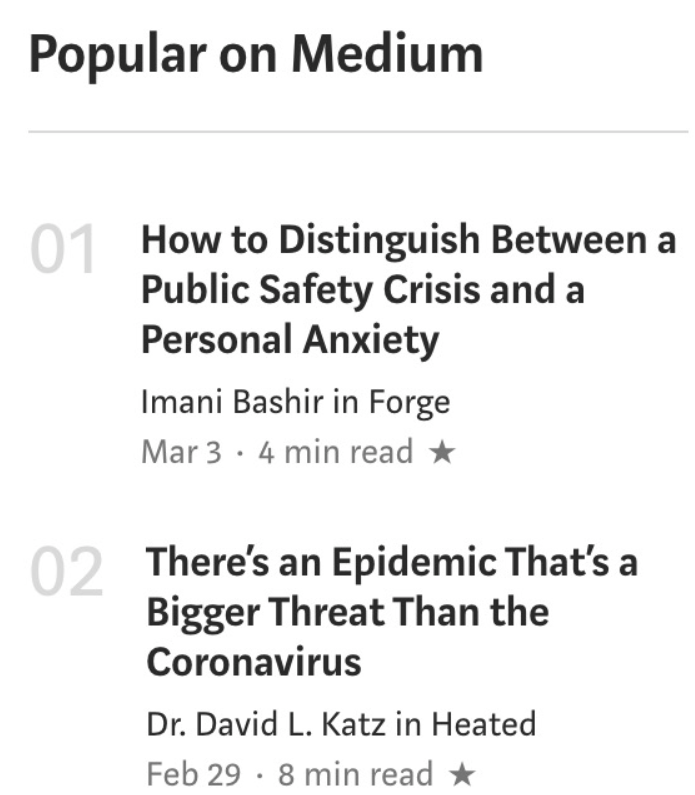 Popular on Medium
01
How to Distinguish Between a
Public Safety Crisis and a
Personal Anxiety
Imani Bashir in Forge
Mar 3 · 4 min read ★
02
There’s an Epidemic That’s a
Bigger Threat Than the
Coronavirus
Dr. David L. Katz in Heated
Feb 29 · 8 min read ★